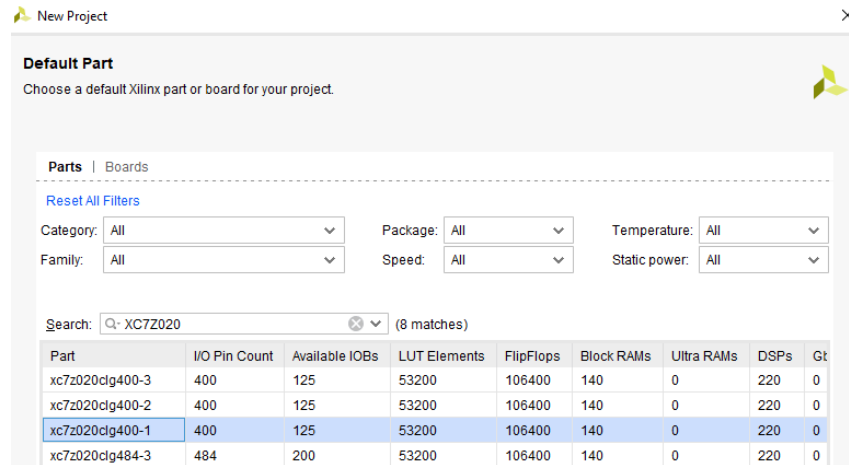 New Project
Default Part
Choose a default Xilinx part or board for your project.
Parts | Boards
Reset All Filters
Category: All Package: All Temperature: All
Family: All Speed: All Static power: All
Search: XC7Z020 (8 matches)
Part I/O Pin Count Available IOBs LUT Elements FlipFlops Block RAMs Ultra RAMs DSPs
xc7z020clg400-3 400 125 53200 106400 140 0 220 0
xc7z020clg400-2 400 125 53200 106400 140 0 220 0
xc7z020clg400-1 400 125 53200 106400 140 0 220 0
xc7z020clg484-3 484 200 53200 106400 140 0 220 0